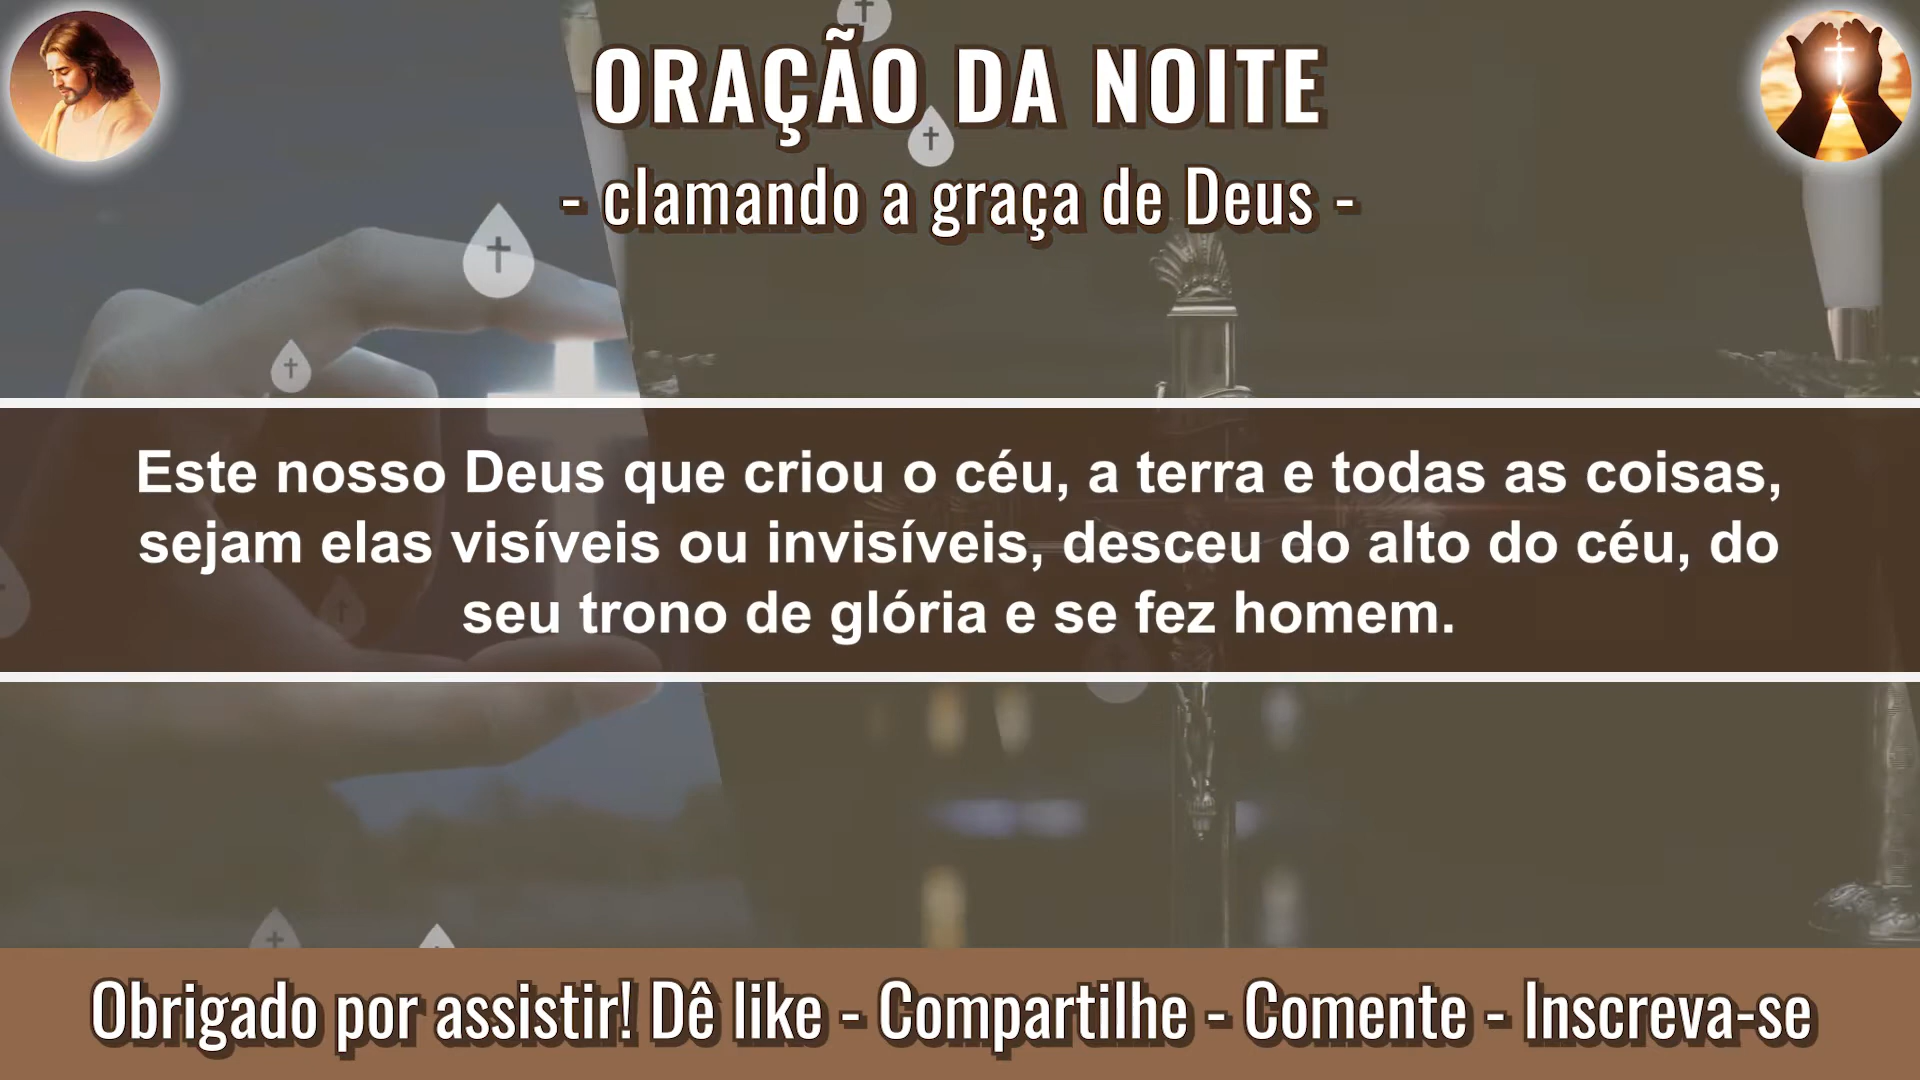 ORAÇÃO DA NOITE
- clamando a graça de Deus -
Este nosso Deus que criou o céu, a terra e todas as coisas,
sejam elas visíveis ou invisíveis, desceu do alto do céu, do
seu trono de glória e se fez homem.
Obrigado por assistir! Dê like - Compartilhe - Comente - Inscreva-se